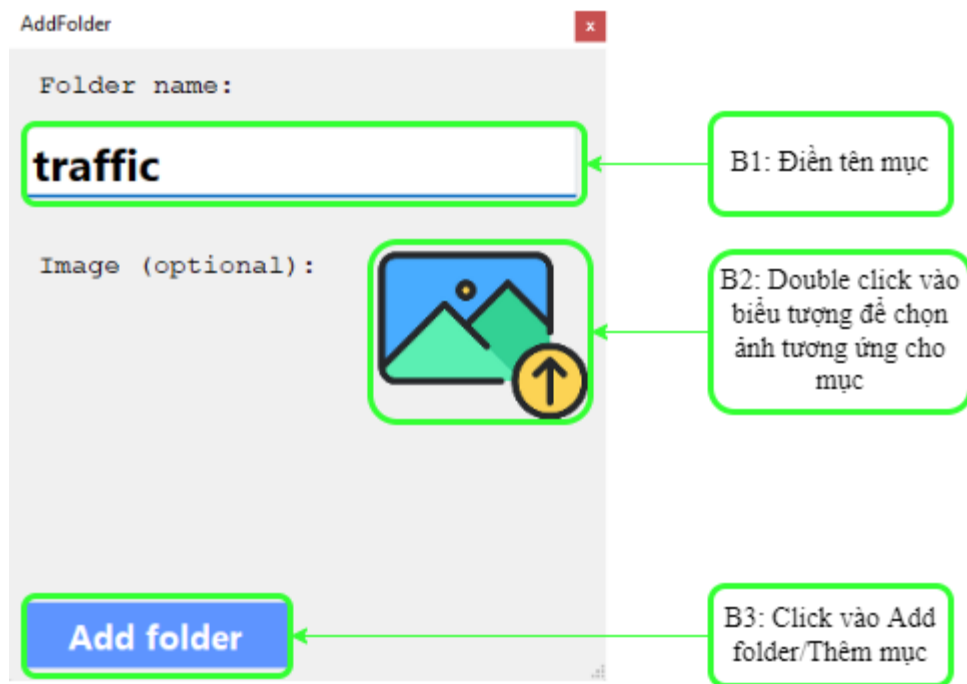 AddFolder
x
Folder name:
traffic
B1: Điền tên mục
Image (optional):
B2: Double click vào
biểu tượng để chọn
ảnh tương ứng cho
mục
Add folder
B3: Click vào Add
folder/Thêm mục